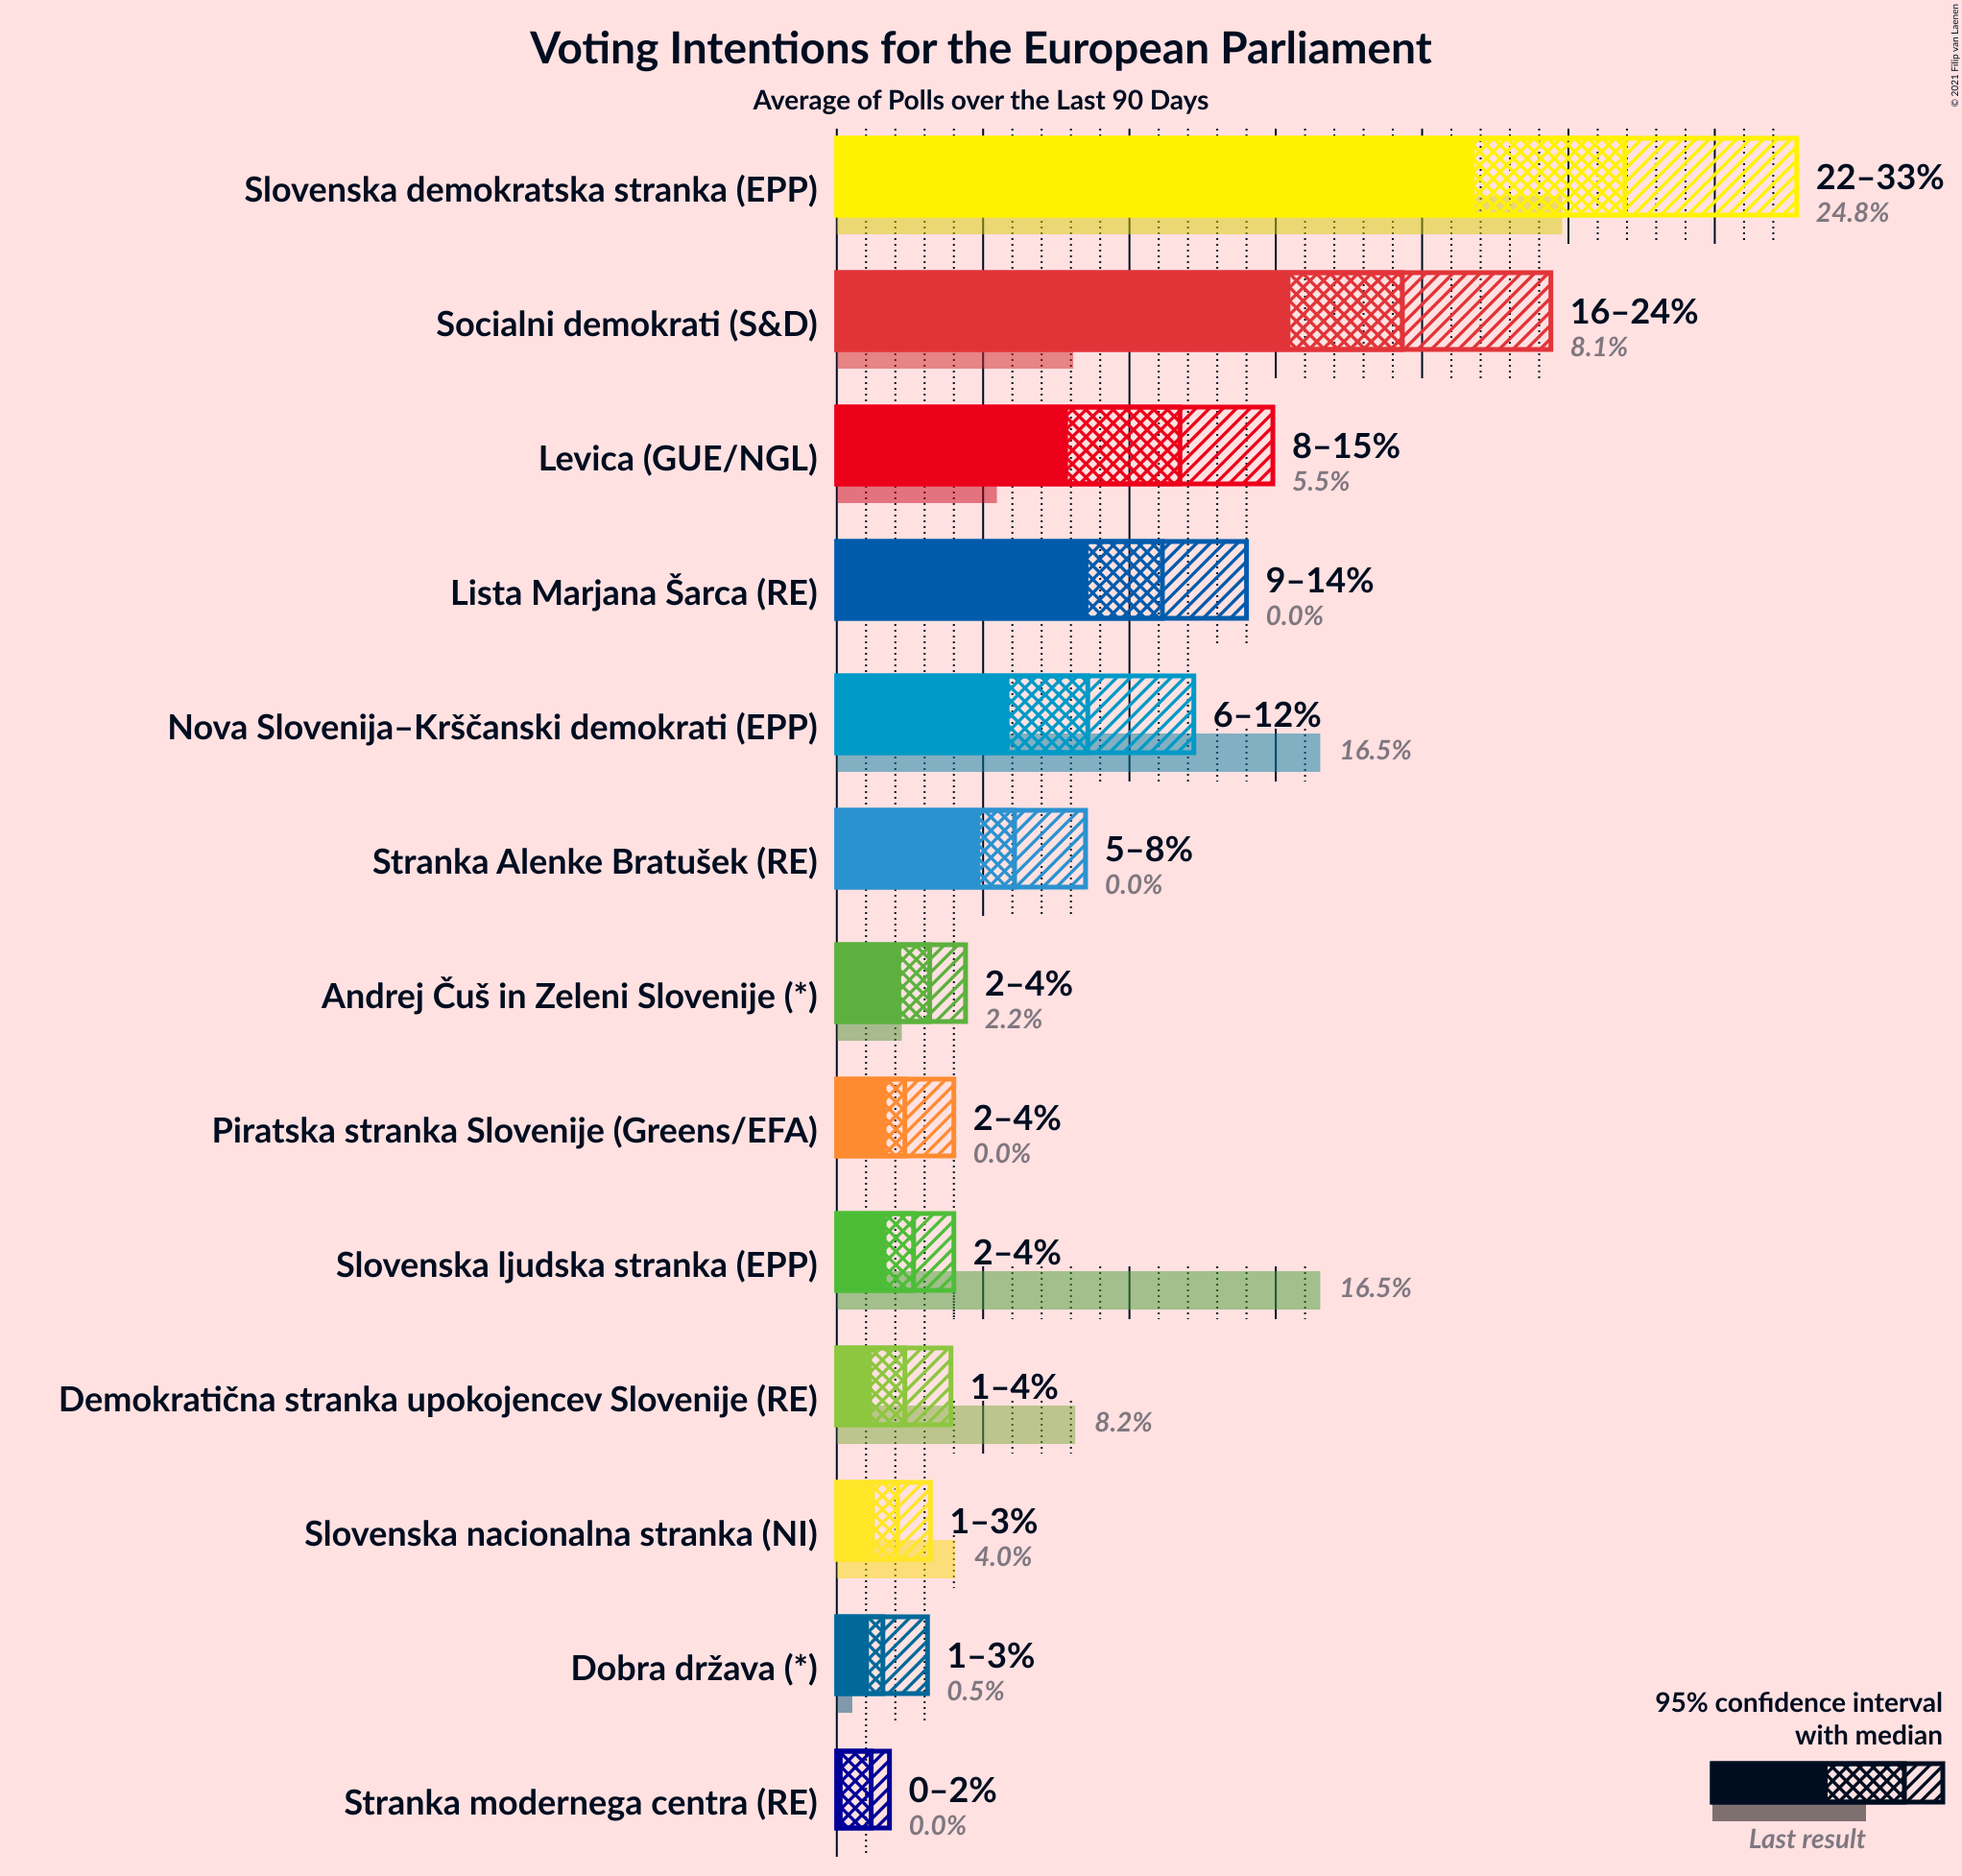 © 2021 Filip van Laenen
Voting Intentions for the European Parliament
Average of Polls over the Last 90 Days
Slovenska demokratska stranka (EPP)
22–33%
24.8%
Socialni demokrati (S&D)
16–24%
8.1%
Levica (GUE/NGL)
8–15%
5.5%
Lista Marjana Šarca (RE)
9–14%
0.0%
Nova Slovenija–Krščanski demokrati (EPP)
6–12%
16.5%
Stranka Alenke Bratušek (RE)
5–8%
0.0%
Andrej Čuš in Zeleni Slovenije (*)
2–4%
2.2%
Piratska stranka Slovenije (Greens/EFA)
2–4%
0.0%
Slovenska ljudska stranka (EPP)
2–4%
16.5%
Demokratična stranka upokojencev Slovenije (RE)
1–4%
8.2%
Slovenska nacionalna stranka (NI)
1–3%
4.0%
Dobra država (*)
1–3%
0.5%
Stranka modernega centra (RE)
0–2%
0.0%
95% confidence interval
with median
Last result